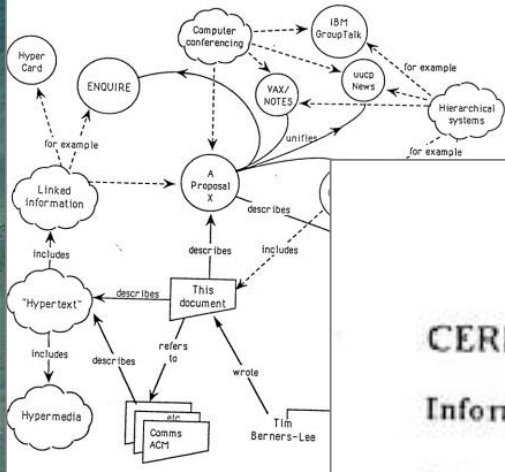 Hyper
Card
ENQUIRE
Computer
conferencing
IBM
GroupTalk
VAX/
NOTES
uucp
News
for example
Hierarchical
systems
for example
unifies
for example
Linked
information
A
Proposal
X
describes
describes
includes
includes
"Hypertext"
describes
This
document
includes
describes
refers
to
wrote
Hypermedia
etc
Comms
ACM
Tim
Berners-Lee
CER
Infor